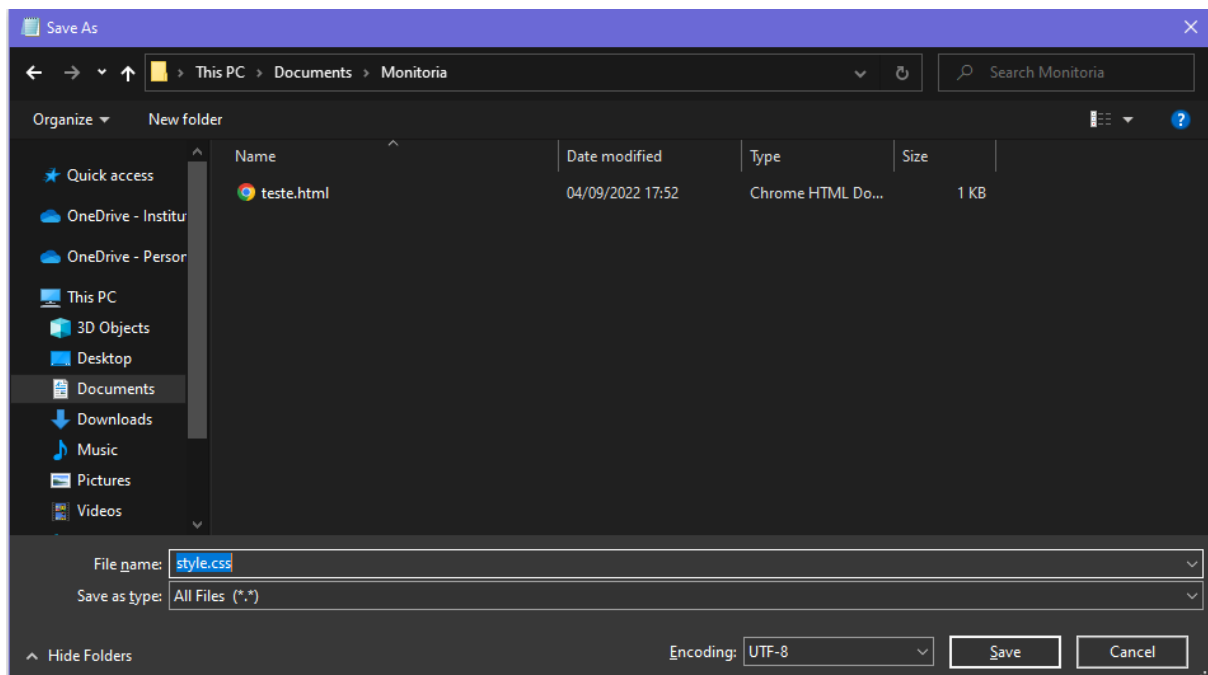 Save As
This PC > Documents > Monitoria
Search Monitoria
Organize
New folder
Name
Date modified
Type
Size
teste.html
04/09/2022 17:52
Chrome HTML Do...
1 KB
Quick access
OneDrive - Institu
OneDrive - Person
This PC
3D Objects
Desktop
Documents
Downloads
Music
Pictures
Videos
File name: style.css
Save as type: All Files (*.*)
Hide Folders
Encoding: UTF-8
Save
Cancel